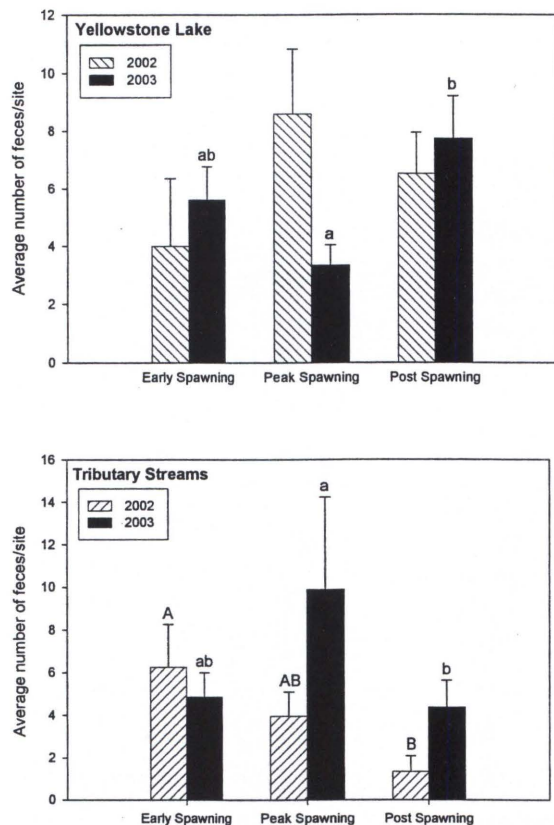 Yellowstone Lake
2002
2003
Average number of feces/site
12
10
8
6
4
2
0
ab
a
b
Early Spawning Peak Spawning Post Spawning
Tributary Streams
2002
2003
Average number of feces/site
16
14
12
10
8
6
4
2
0
A
ab
AB
a
B
b
Early Spawning Peak Spawning Post Spawning